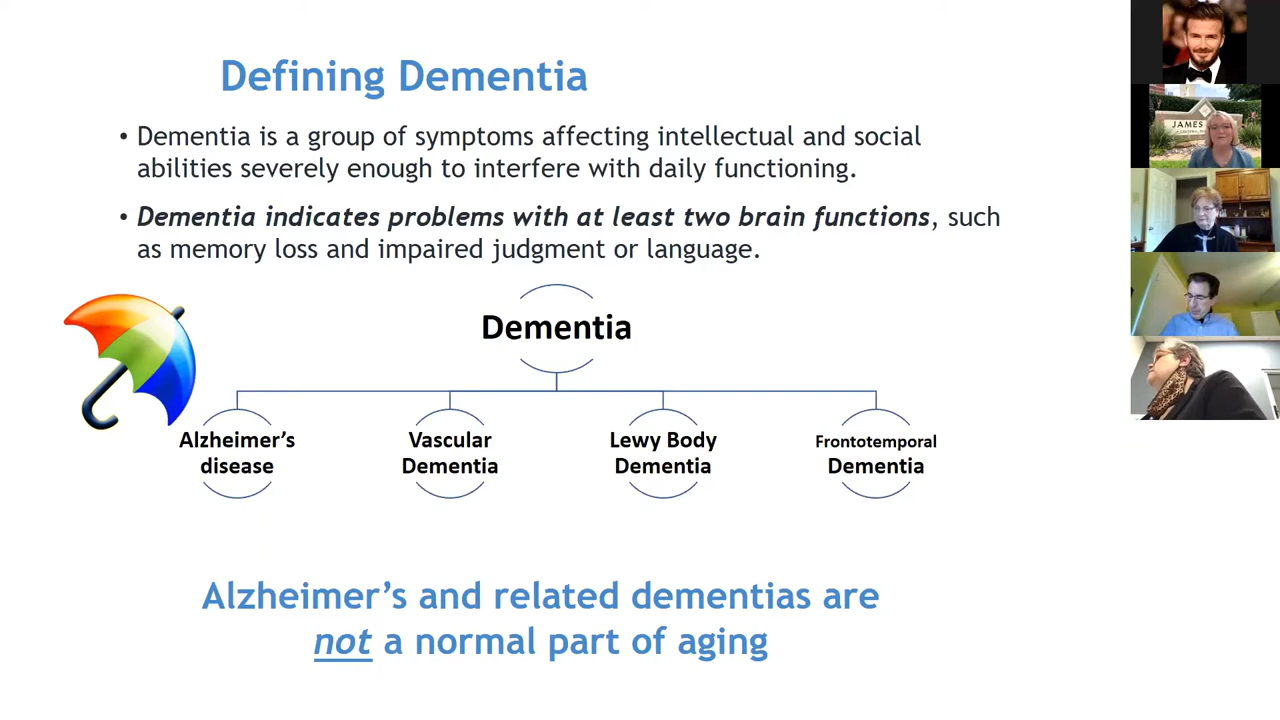 Defining Dementia
• Dementia is a group of symptoms affecting intellectual and social
abilities severely enough to interfere with daily functioning.
• Dementia indicates problems with at least two brain functions, such
as memory loss and impaired judgment or language.
Dementia
Alzheimer’s
disease
Vascular
Dementia
Lewy Body
Dementia
Frontotemporal
Dementia
Alzheimer’s and related dementias are
not a normal part of aging
JAMES